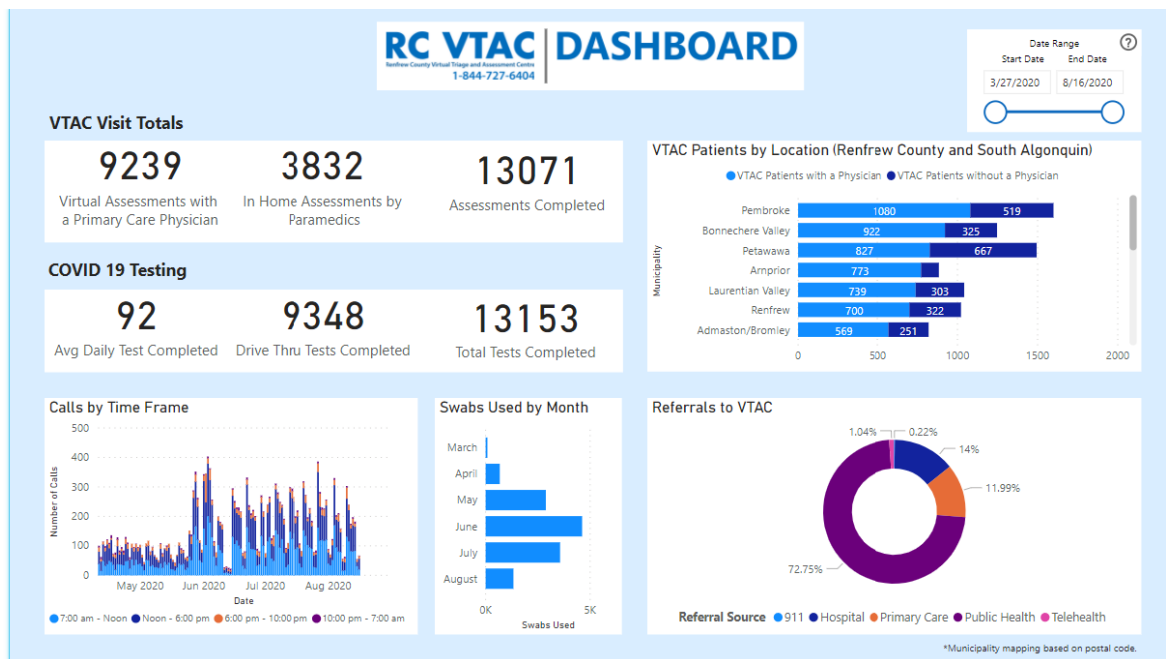 RC VTAC DASHBOARD
Renfrew County Virtual Triage and Assessment Centre
1-844-727-6404
?
Date Range
Start Date End Date
3/27/2020 8/16/2020
VTAC Visit Totals
9239
Virtual Assessments with
a Primary Care Physician
3832
In Home Assessments by
Paramedics
13071
Assessments Completed
COVID 19 Testing
92
Avg Daily Test Completed
9348
Drive Thru Tests Completed
13153
Total Tests Completed
VTAC Patients by Location (Renfrew County and South Algonquin)
VTAC Patients with a Physician VTAC Patients without a Physician
Municipality
Pembroke 1080 519
Bonnechere Valley 922 325
Petawawa 827 667
Arnprior 773
Laurentian Valley 739 303
Renfrew 700 322
Admaston/Bromley 569 251
0 500 1000 1500 2000
Calls by Time Frame
Number of Calls
500
400
300
200
100
0
May 2020 Jun 2020 Jul 2020 Aug 2020
Date
7:00 am - Noon Noon - 6:00 pm 6:00 pm - 10:00 pm 10:00 pm - 7:00 am
Swabs Used by Month
March
April
May
June
July
August
0K 5K
Swabs Used
Referrals to VTAC
1.04% 0.22%
14%
11.99%
72.75%
Referral Source 911 Hospital Primary Care Public Health Telehealth
*Municipality mapping based on postal code.